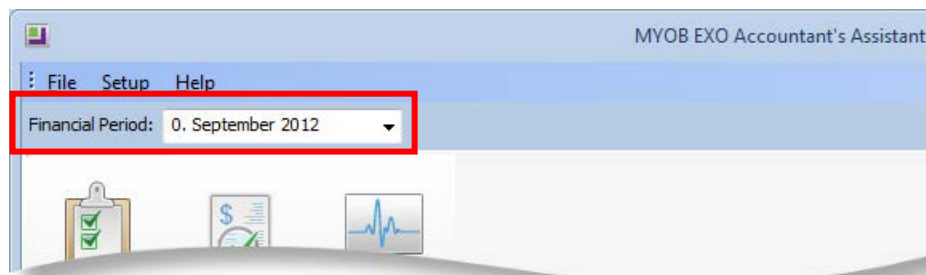 MYOB EXO Accountant's Assistant
File Setup Help
Financial Period: 0. September 2012
$